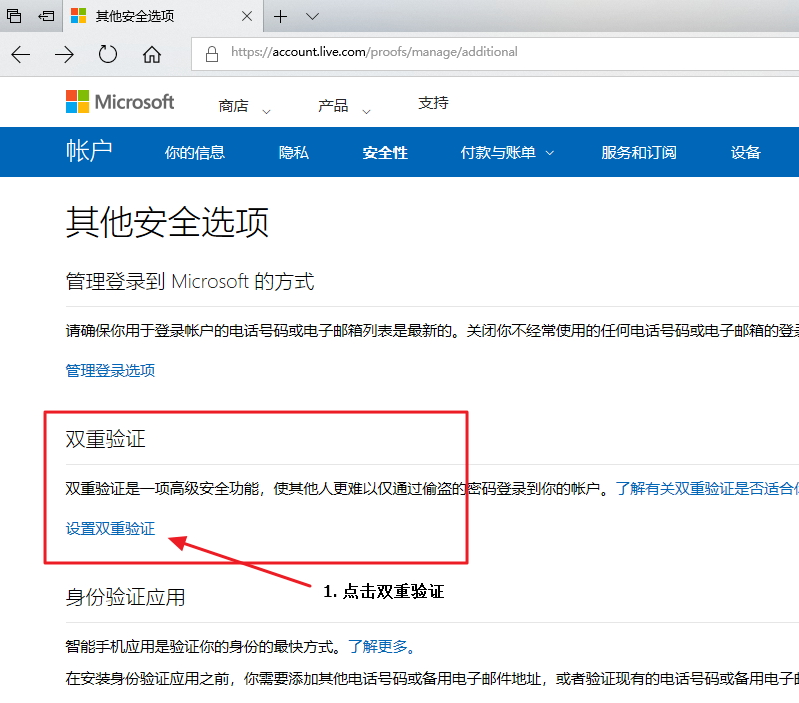 其他安全选项
https://account.live.com/proofs/manage/additional
Microsoft 商店 产品 支持
帐户 你的信息 隐私 安全性 付款与账单 服务和订阅 设备
其他安全选项
管理登录到 Microsoft 的方式
请确保你用于登录帐户的电话号码或电子邮箱列表是最新的。关闭你不经常使用的任何电话号码或电子邮箱的登录
管理登录选项
双重验证
双重验证是一项高级安全功能，使其他人更难以仅通过偷盗的密码登录到你的帐户。了解有关双重验证是否适合你
设置双重验证
1. 点击双重验证
身份验证应用
智能手机应用是验证你的身份的最快方式。了解更多。
在安装身份验证应用之前，你需要添加其他电话号码或备用电子邮件地址，或者验证现有的电话号码或备用电子邮